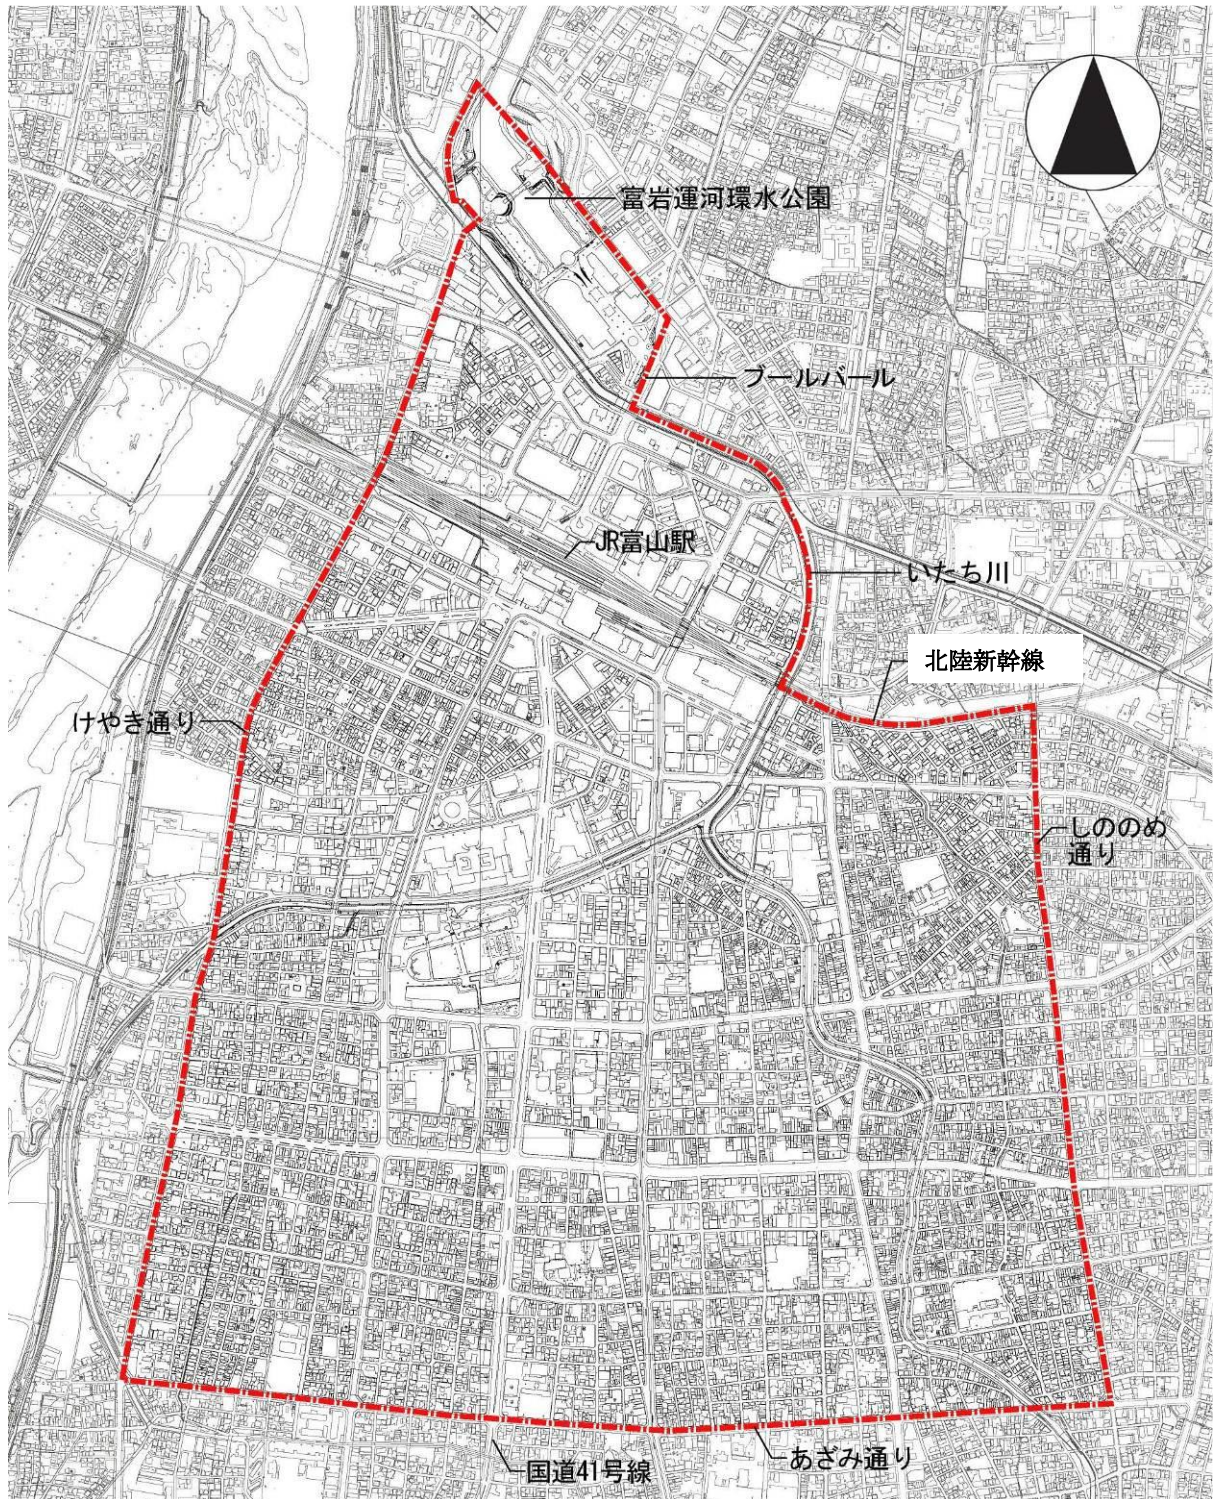 富岩運河環水公園
ブールバール
JR富山駅
いたち川
北陸新幹線
けやき通り
しののめ
通り
あざみ通り
国道41号線